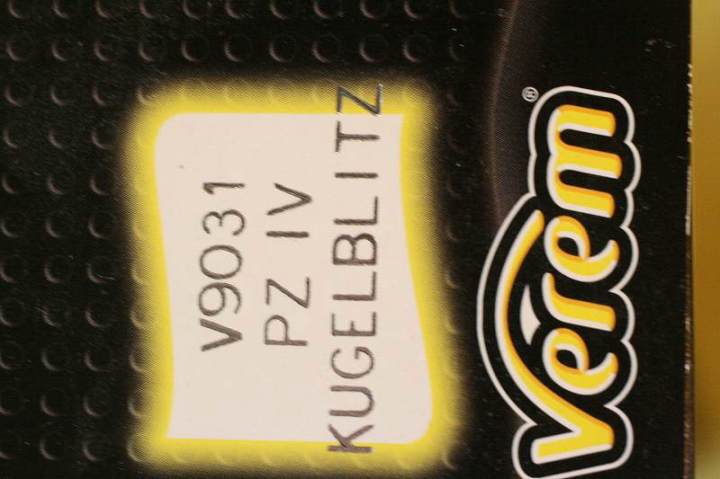 V9031
PZ IV
KUGELBLITZ
Verem®